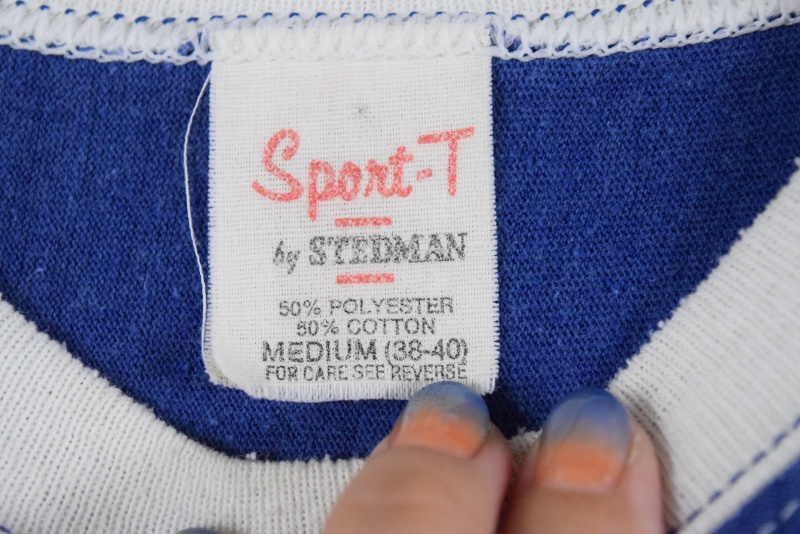 Sport-T
by STEDMAN
50% POLYESTER
50% COTTON
MEDIUM (38-40)
FOR CARE SEE REVERSE